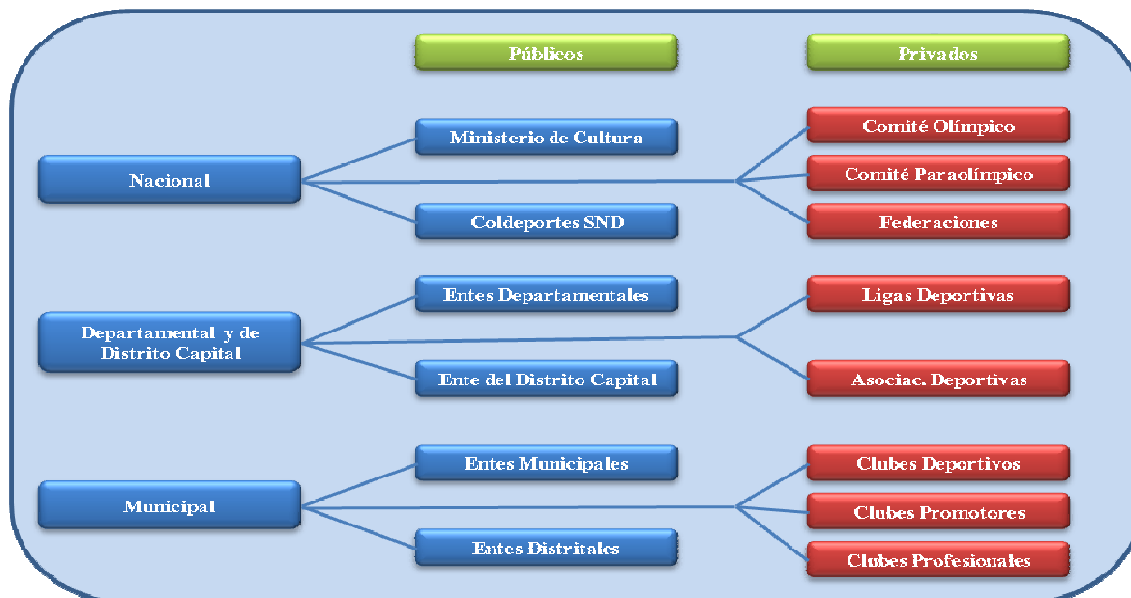 Públicos
Privados
Nacional
Ministerio de Cultura
Coldeportes SND
Comité Olímpico
Comité Paraolímpico
Federaciones
Departamental y de
Distrito Capital
Entes Departamentales
Ente del Distrito Capital
Ligas Deportivas
Asociac. Deportivas
Municipal
Entes Municipales
Entes Distritales
Clubes Deportivos
Clubes Promotores
Clubes Profesionales